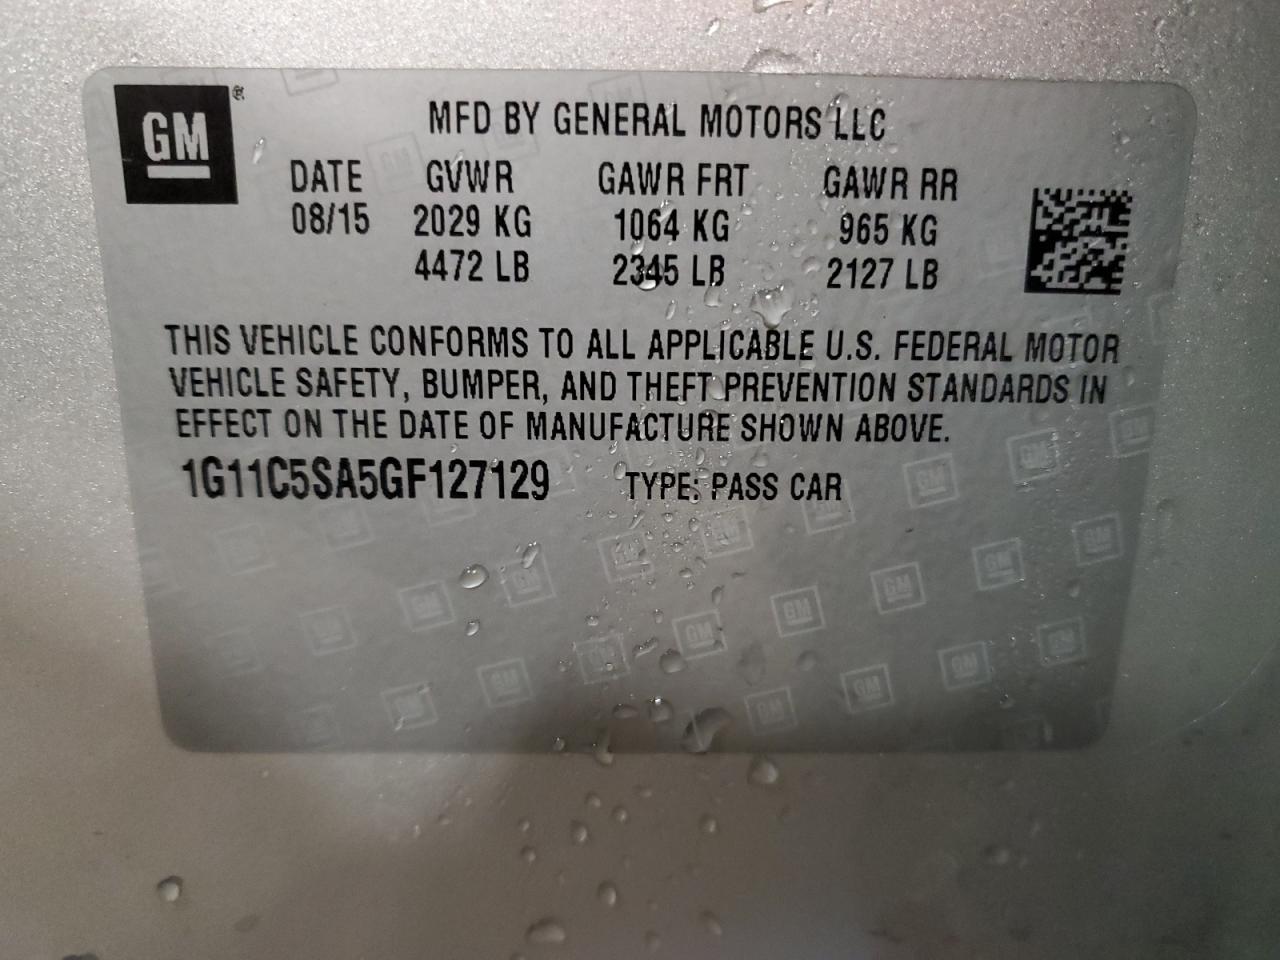 GM ®
MFD BY GENERAL MOTORS LLC
DATE GVWR GAWR FRT GAWR RR
08/15 2029 KG 1064 KG 965 KG
4472 LB 2345 LB 2127 LB
THIS VEHICLE CONFORMS TO ALL APPLICABLE U.S. FEDERAL MOTOR
VEHICLE SAFETY, BUMPER, AND THEFT PREVENTION STANDARDS IN
EFFECT ON THE DATE OF MANUFACTURE SHOWN ABOVE.
1G11C5SA5GF127129 TYPE: PASS CAR